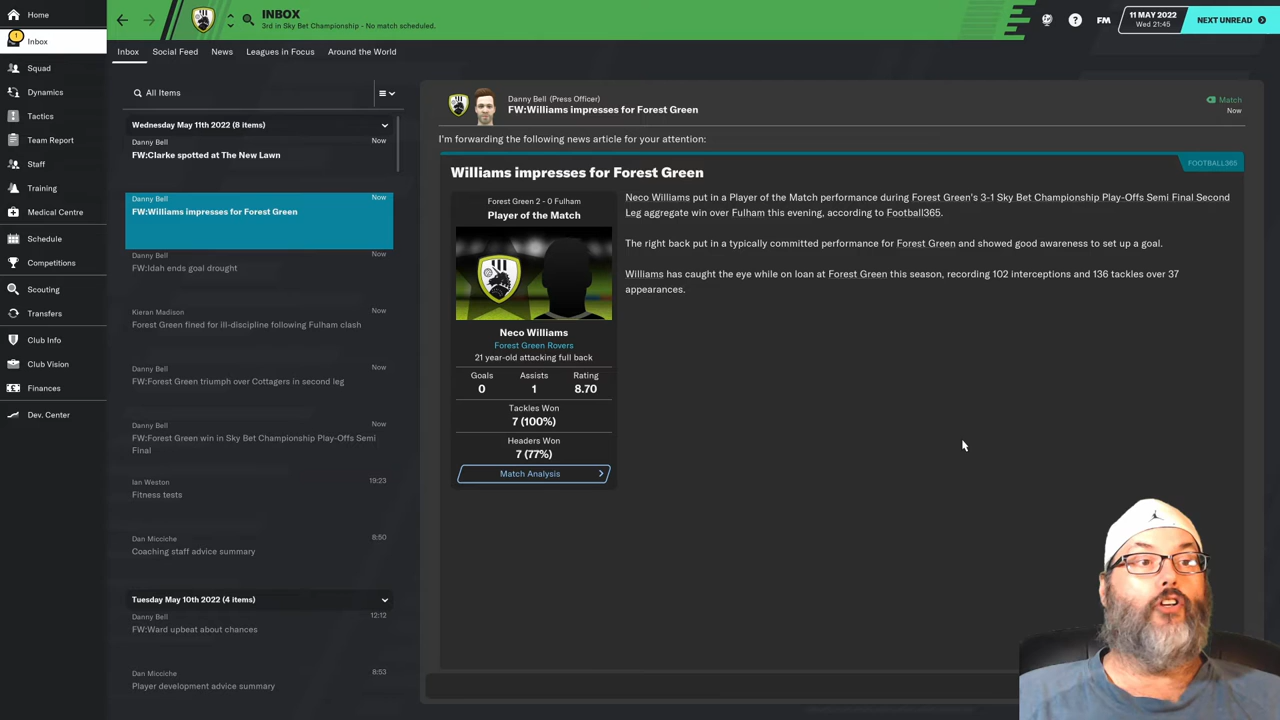 Home
INBOX
3rd in Sky Bet Championship - No match scheduled.
?
FM
11 MAY 2022
Wed 21:45
NEXT UNREAD
1
Inbox
Squad
Dynamics
Tactics
Team Report
Staff
Training
Medical Centre
Schedule
Competitions
Scouting
Transfers
Club Info
Club Vision
Finances
Dev. Center
Inbox
Social Feed
News
Leagues in Focus
Around the World
All Items
Wednesday May 11th 2022 (8 items)
Danny Bell
Now
FW:Clarke spotted at The New Lawn
Danny Bell
Now
FW:Williams impresses for Forest Green
Danny Bell
Now
FW:Idah ends goal drought
Kieran Madison
Now
Forest Green fined for ill-discipline following Fulham clash
Danny Bell
Now
FW:Forest Green triumph over Cottagers in second leg
Danny Bell
Now
FW:Forest Green win in Sky Bet Championship Play-Offs Semi
Final
Ian Weston
19:23
Fitness tests
Dan Micciche
8:50
Coaching staff advice summary
Tuesday May 10th 2022 (4 items)
Danny Bell
12:12
FW:Ward upbeat about chances
Dan Micciche
8:53
Player development advice summary
Danny Bell (Press Officer)
FW:Williams impresses for Forest Green
Match
Now
I'm forwarding the following news article for your attention:
FOOTBALL365
Williams impresses for Forest Green
Forest Green 2 - 0 Fulham
Player of the Match
Neco Williams
Forest Green Rovers
21 year-old attacking full back
Goals Assists Rating
0 1 8.70
Tackles Won
7 (100%)
Headers Won
7 (77%)
Match Analysis
Neco Williams put in a Player of the Match performance during Forest Green's 3-1 Sky Bet Championship Play-Offs Semi Final Second
Leg aggregate win over Fulham this evening, according to Football365.
The right back put in a typically committed performance for Forest Green and showed good awareness to set up a goal.
Williams has caught the eye while on loan at Forest Green this season, recording 102 interceptions and 136 tackles over 37
appearances.